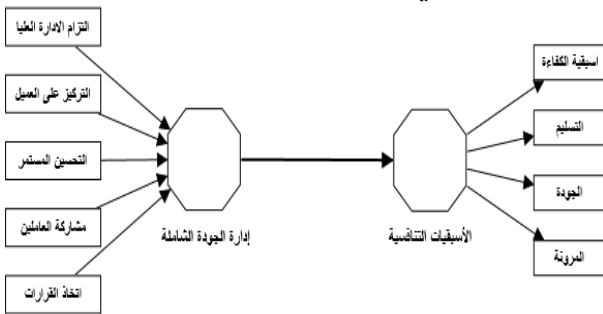 التزام الادارة العليا
التركيز على العميل
التحسين المستمر
مشاركة العاملين
اتخاذ القرارات
إدارة الجودة الشاملة
الأسبقيات التنافسية
اسبقية الكفاءة
التسليم
الجودة
المرونة